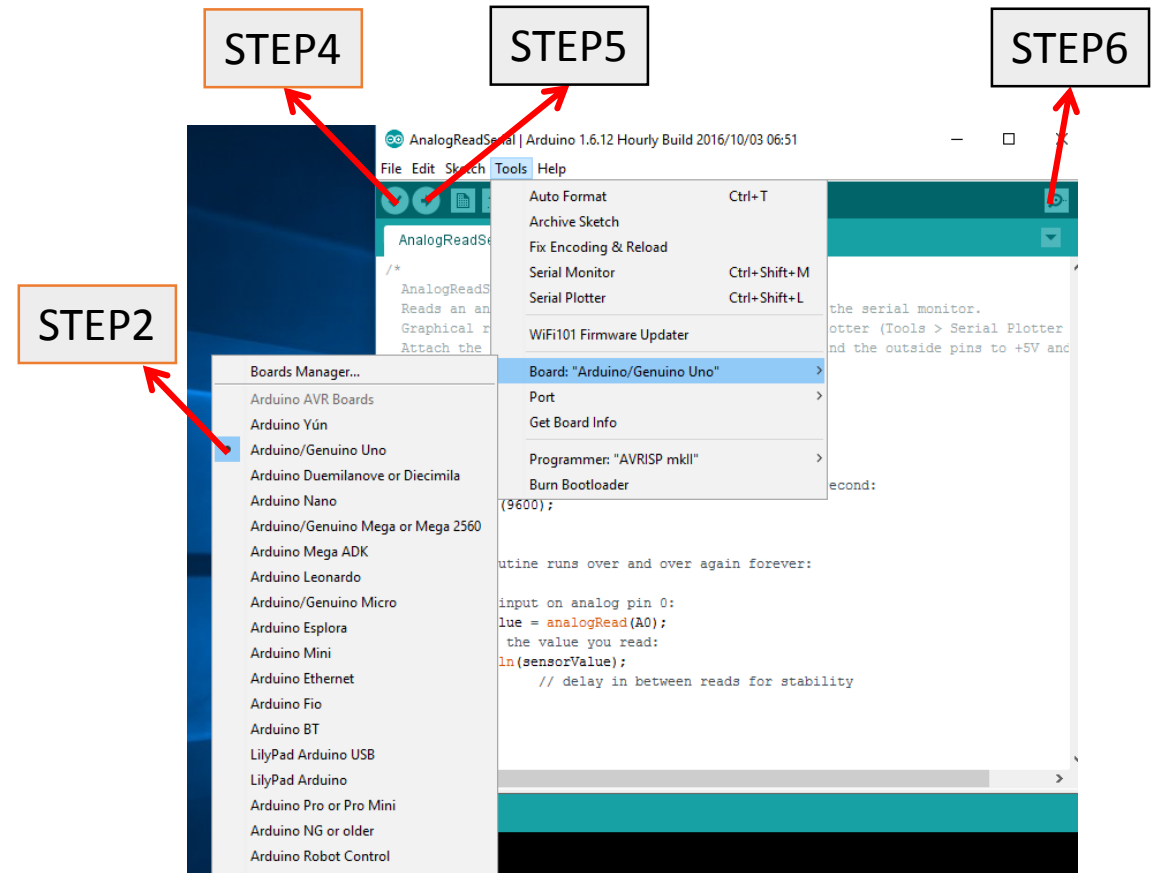 STEP4
STEP5
STEP6
AnalogReadSerial | Arduino 1.6.12 Hourly Build 2016/10/03 06:51
File Edit Sketch Tools Help
AnalogReadSe
Auto Format Ctrl+T
Archive Sketch
Fix Encoding & Reload
Serial Monitor Ctrl+Shift+M
Serial Plotter Ctrl+Shift+L
WiFi101 Firmware Updater
Board: "Arduino/Genuino Uno"
Port
Get Board Info
Programmer: "AVRISP mkII"
Burn Bootloader
/*
AnalogReadS
Reads an an the serial monitor.
Graphical r otter (Tools > Serial Plotter
Attach the nd the outside pins to +5V and
STEP2
Boards Manager...
Arduino AVR Boards
Arduino Yún
Arduino/Genuino Uno
Arduino Duemilanove or Diecimila
Arduino Nano
Arduino/Genuino Mega or Mega 2560
Arduino Mega ADK
Arduino Leonardo
Arduino/Genuino Micro
Arduino Esplora
Arduino Mini
Arduino Ethernet
Arduino Fio
Arduino BT
LilyPad Arduino USB
LilyPad Arduino
Arduino Pro or Pro Mini
Arduino NG or older
Arduino Robot Control
econd:
(9600);
utine runs over and over again forever:
input on analog pin 0:
lue = analogRead(A0);
the value you read:
ln(sensorValue);
// delay in between reads for stability